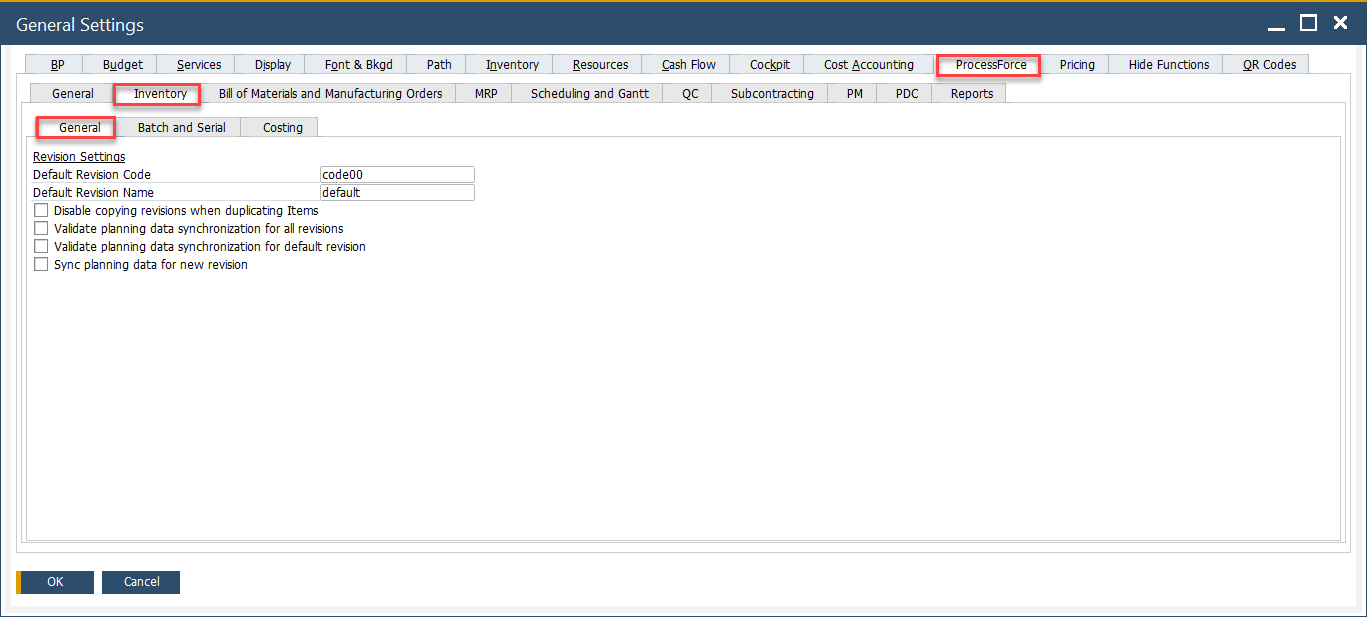 General Settings
BP Budget Services Display Font & Bkgd Path Inventory Resources Cash Flow Cockpit Cost Accounting ProcessForce Pricing Hide Functions QR Codes
General Inventory Bill of Materials and Manufacturing Orders MRP Scheduling and Gantt QC Subcontracting PM PDC Reports
General Batch and Serial Costing
Revision Settings
Default Revision Code code00
Default Revision Name default
Disable copying revisions when duplicating Items
Validate planning data synchronization for all revisions
Validate planning data synchronization for default revision
Sync planning data for new revision
OK Cancel